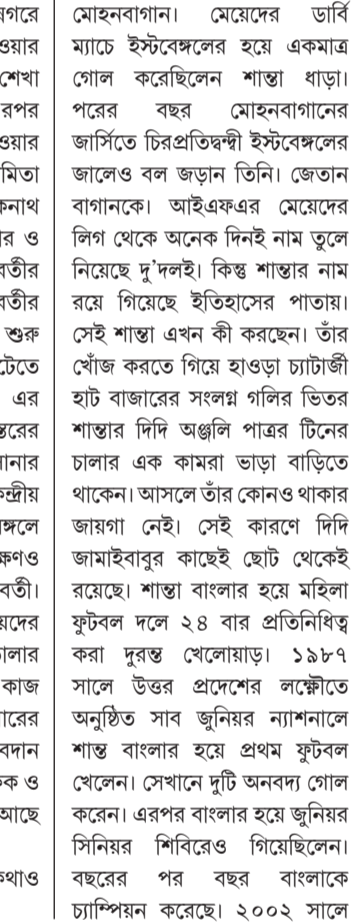 মোহনবাগান। মেয়েদের ডার্বি
ম্যাচে ইস্টবেঙ্গলের হয়ে একমাত্র
গোল করেছিলেন শান্তা ধাড়া।
পরের বছর মোহনবাগানের
জার্সিতে চিরপ্রতিদ্বন্দ্বী ইস্টবেঙ্গলের
জালেও বল জড়ান তিনি। জেতান
বাগানকে। আইএফএর মেয়েদের
লিগ থেকে অনেক দিনই নাম তুলে
নিয়েছে দু'দলই। কিন্তু শান্তার নাম
রয়ে গিয়েছে ইতিহাসের পাতায়।
সেই শান্তা এখন কী করছেন। তাঁর
খোঁজ করতে গিয়ে হাওড়া চ্যাটার্জী
হাট বাজারের সংলগ্ন গলির ভিতর
শান্তার দিদি অঞ্জলি পাত্রর টিনের
চালার এক কামরা ভাড়া বাড়িতে
থাকেন। আসলে তাঁর কোনও থাকার
জায়গা নেই। সেই কারণে দিদি
জামাইবাবুর কাছেই ছোট থেকেই
রয়েছে। শান্তা বাংলার হয়ে মহিলা
ফুটবল দলে ২৪ বার প্রতিনিধিত্ব
করা দুরন্ত খেলোয়াড়। ১৯৮৭
সালে উত্তর প্রদেশের লক্ষ্ণৌতে
অনুষ্ঠিত সাব জুনিয়র ন্যাশনালে
শান্ত বাংলার হয়ে প্রথম ফুটবল
খেলেন। সেখানে দুটি অনবদ্য গোল
করেন। এরপর বাংলার হয়ে জুনিয়র
সিনিয়র শিবিরেও গিয়েছিলেন।
বছরের পর বছর বাংলাকে
চ্যাম্পিয়ন করেছে। ২০০২ সালে